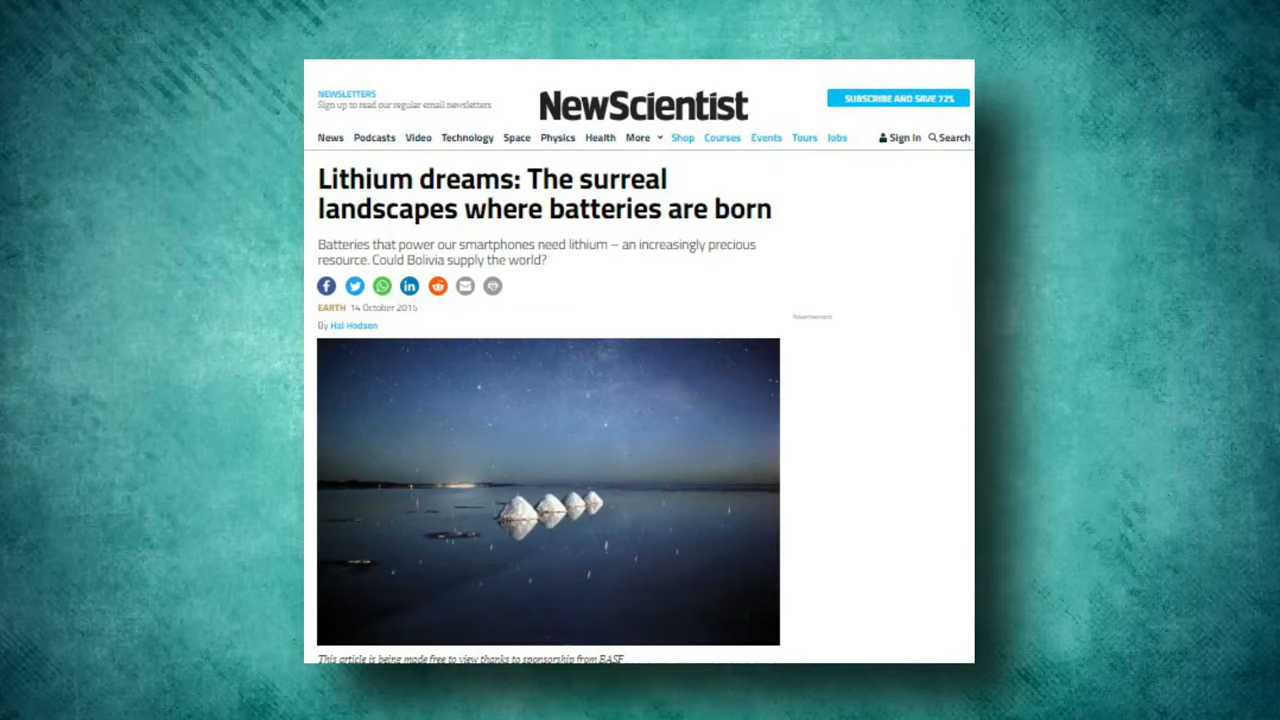 NEWSLETTERS
Sign up to read our regular email newsletters
NewScientist
SUBSCRIBE AND SAVE 72%
News Podcasts Video Technology Space Physics Health More Shop Courses Events Tours Jobs Sign In Search
Lithium dreams: The surreal
landscapes where batteries are born
Batteries that power our smartphones need lithium – an increasingly precious
resource. Could Bolivia supply the world?
EARTH 14 October 2015
By Hal Hodson
Advertisement
This article is being made free to view thanks to sponsorship from BASF